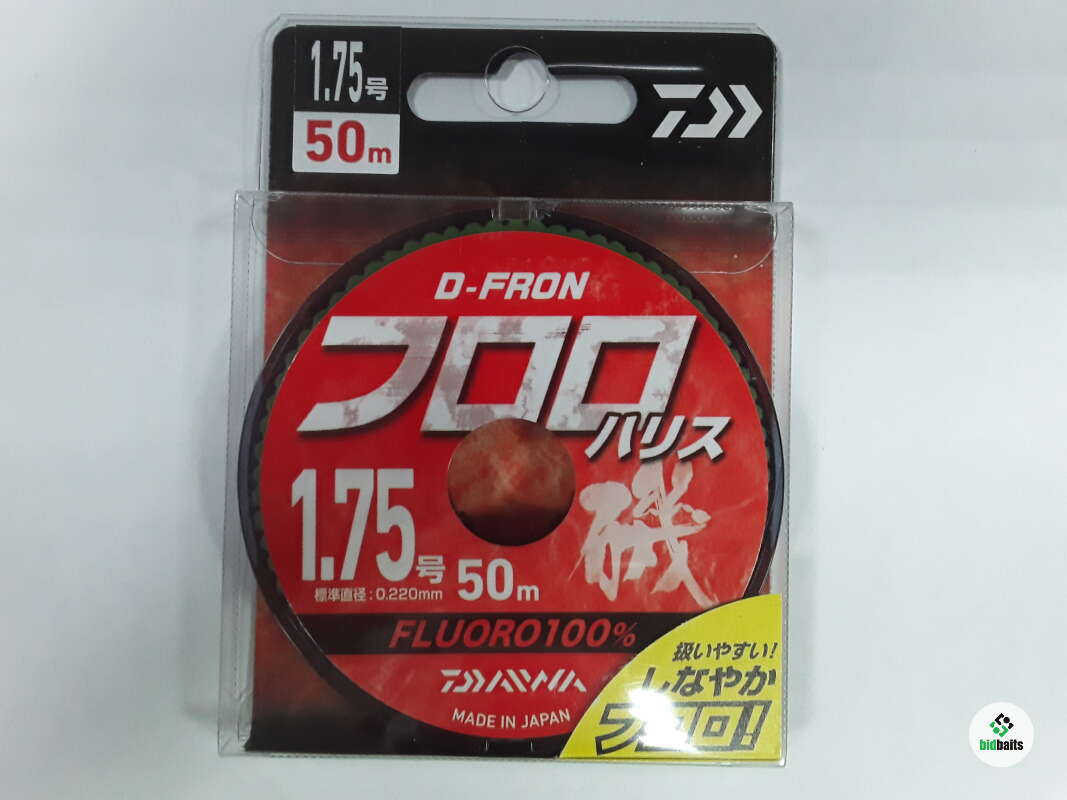 1.75号
50m
D-FRON
フロロ
ハリス
磯
1.75号 50m
標準直径:0.220mm
FLUORO100%
DAIWA
MADE IN JAPAN
扱いやすい!
しなやか
フロロ!
bidbaits